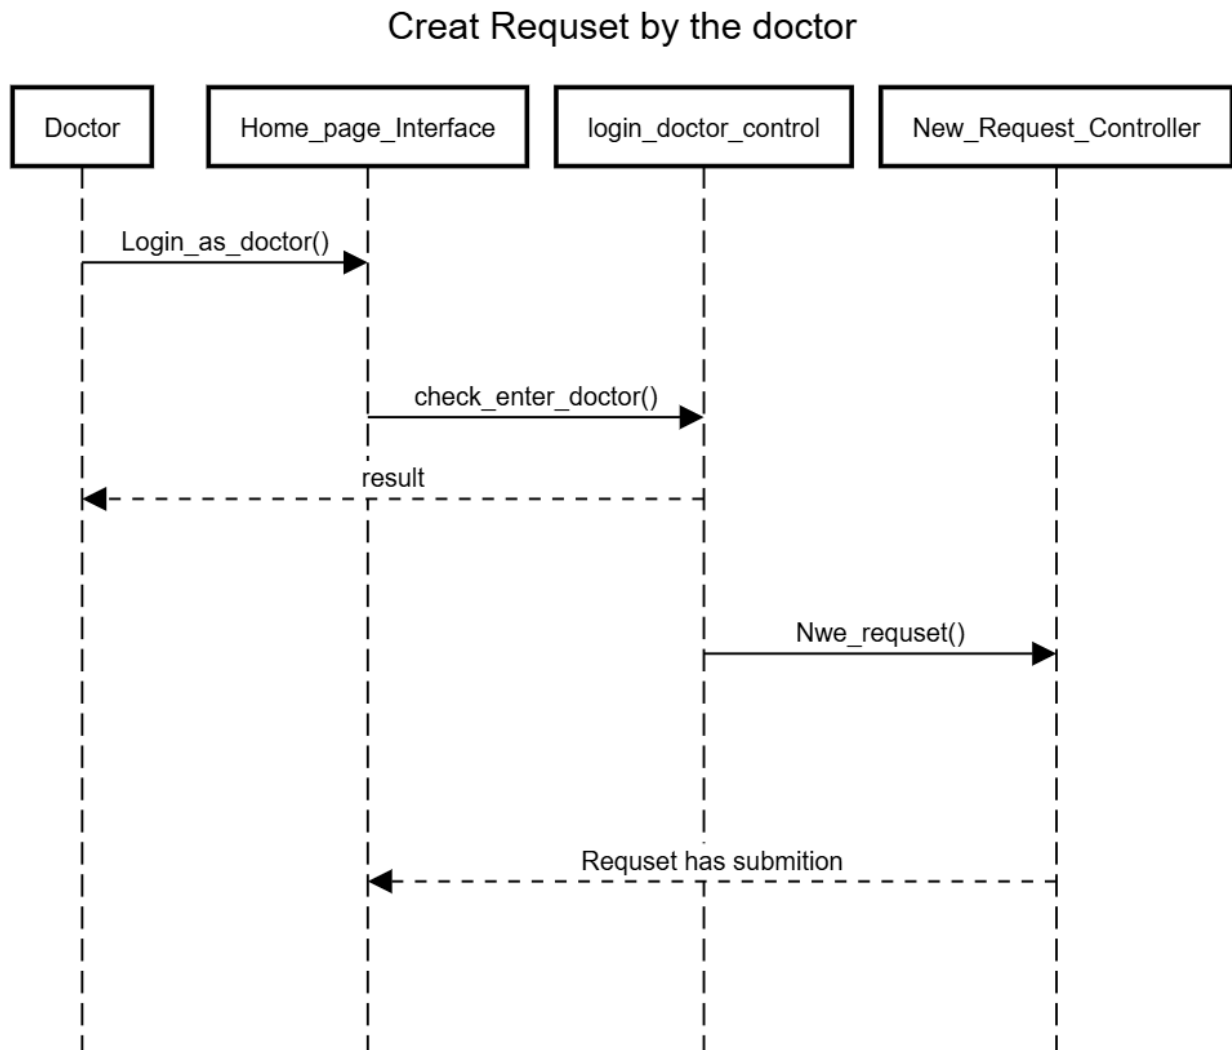 Creat Requset by the doctor
Doctor
Home_page_Interface
login_doctor_control
New_Request_Controller
Login_as_doctor()
check_enter_doctor()
result
Nwe_requset()
Requset has submition